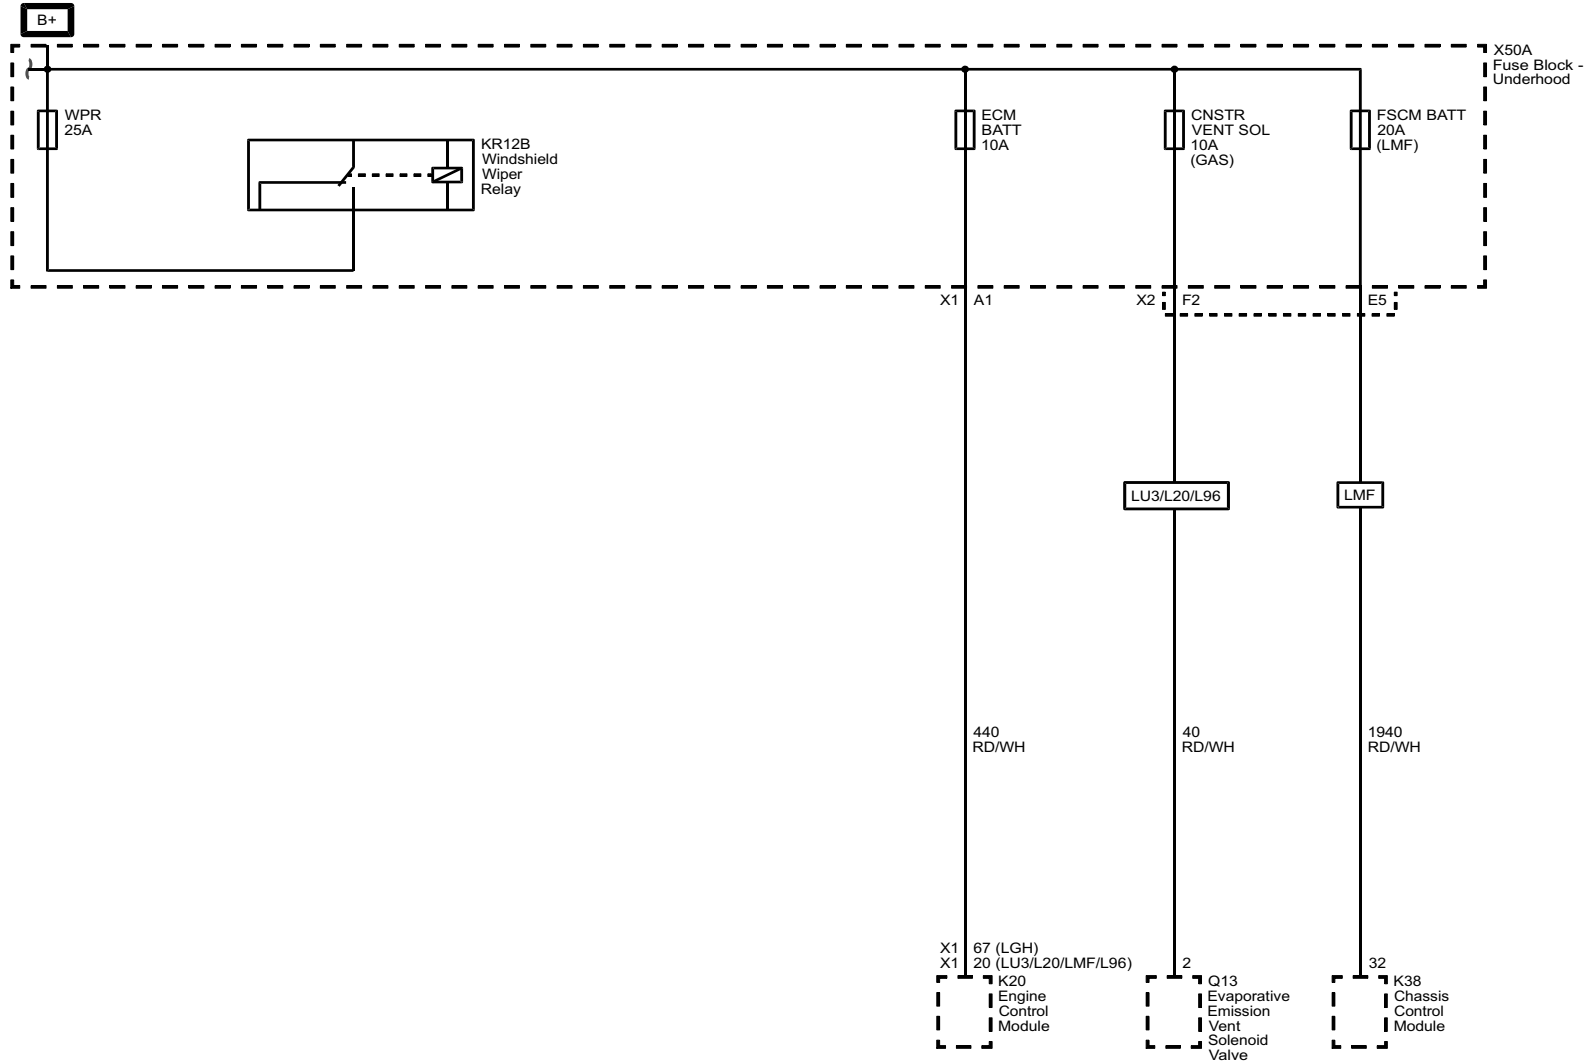 B+
X50A
Fuse Block -
Underhood
WPR
25A
KR12B
Windshield
Wiper
Relay
ECM
BATT
10A
CNSTR
VENT SOL
10A
(GAS)
FSCM BATT
20A
(LMF)
X1 A1
X2 F2
E5
LU3/L20/L96
LMF
440
RD/WH
40
RD/WH
1940
RD/WH
X1 67 (LGH)
X1 20 (LU3/L20/LMF/L96)
2
32
K20
Engine
Control
Module
Q13
Evaporative
Emission
Vent
Solenoid
Valve
K38
Chassis
Control
Module